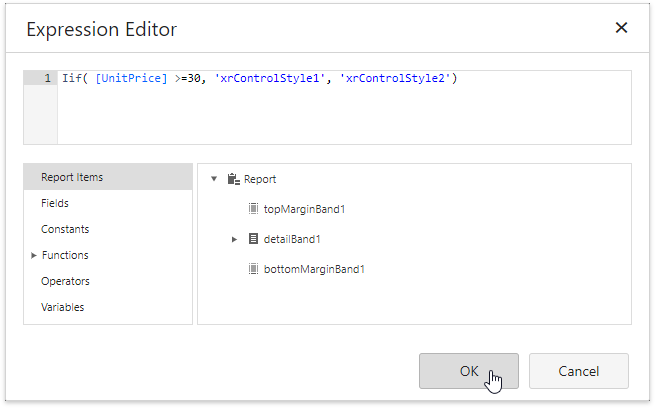 Expression Editor
1 Iif( [UnitPrice] >=30, 'xrControlStyle1', 'xrControlStyle2')
Report Items
Fields
Constants
Functions
Operators
Variables
Report
topMarginBand1
detailBand1
bottomMarginBand1
OK
Cancel